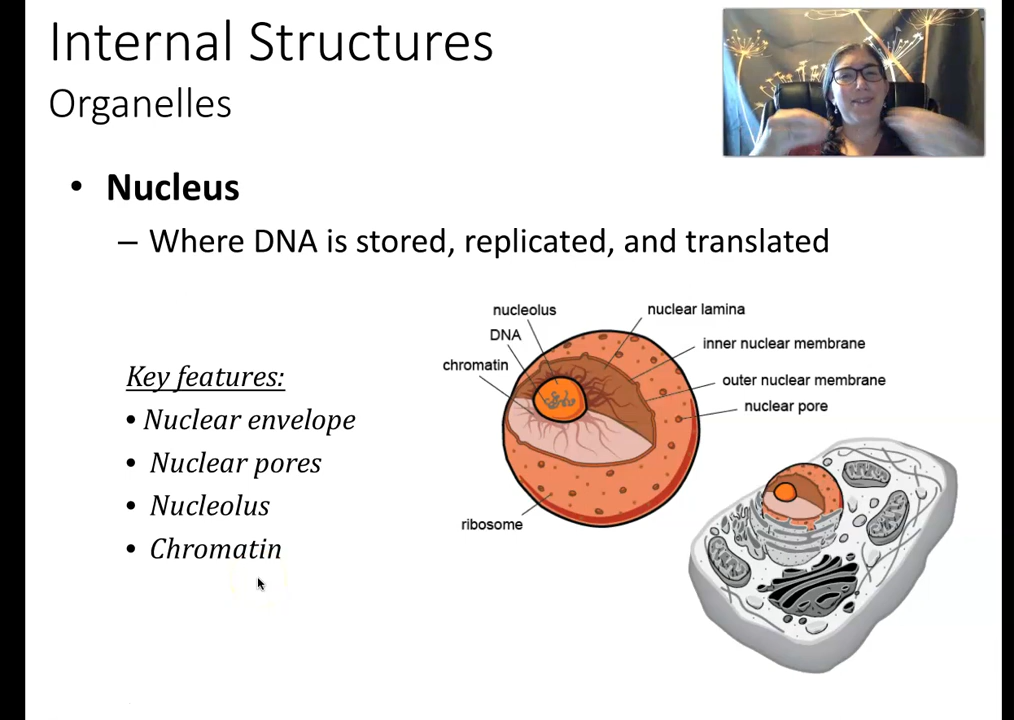 Internal Structures
Organelles
• Nucleus
– Where DNA is stored, replicated, and translated
Key features:
• Nuclear envelope
• Nuclear pores
• Nucleolus
• Chromatin
nucleolus
DNA
chromatin
nuclear lamina
inner nuclear membrane
outer nuclear membrane
nuclear pore
ribosome